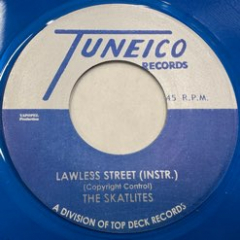 TUNEICO
RECORDS
45 R.P.M.
LAWLESS STREET (INSTR.)
(Copyright Control)
THE SKATLITES
A DIVISION OF TOP DECK RECORDS